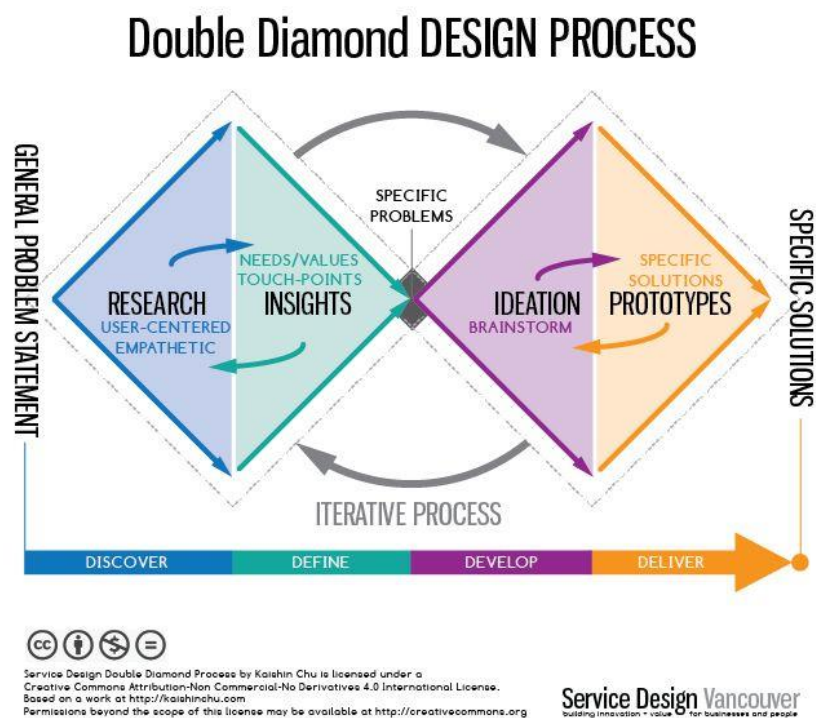 Double Diamond DESIGN PROCESS
GENERAL PROBLEM STATEMENT
SPECIFIC
PROBLEMS
SPECIFIC SOLUTIONS
NEEDS/VALUES
TOUCH-POINTS
RESEARCH
INSIGHTS
USER-CENTERED
EMPATHETIC
SPECIFIC
SOLUTIONS
IDEATION
PROTOTYPES
BRAINSTORM
ITERATIVE PROCESS
DISCOVER
DEFINE
DEVELOP
DELIVER
cc
$
=
Service Design Double Diamond Process by Kaishin Chu is licensed under a
Creative Commons Attribution-Non Commercial-No Derivatives 4.0 International License.
Based on a work at http://kaishinchu.com
Permissions beyond the scope of this license may be available at http://creativecommons.org
Service Design Vancouver
building innovation + value for businesses and people